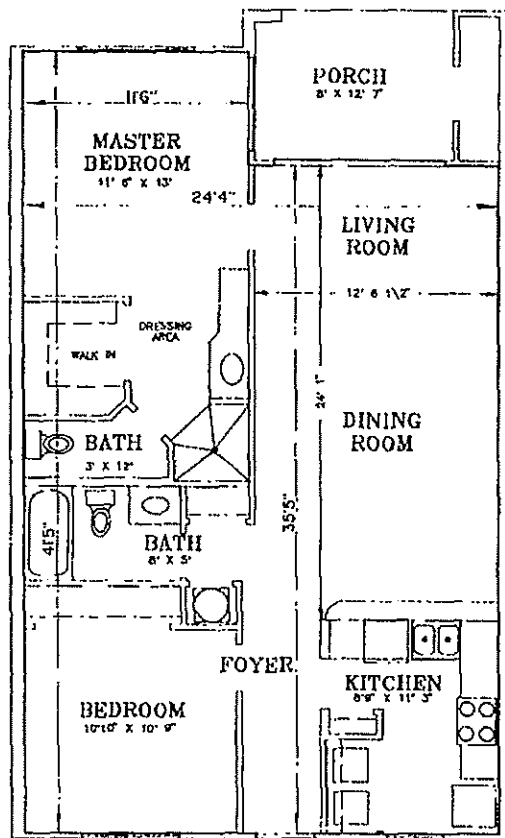 PORCH
8' X 12' 7"
11'6"
MASTER
BEDROOM
11' 6" X 13'
24'4"
LIVING
ROOM
12' 6 1\2"
DRESSING
AREA
WALK IN
24' 1"
DINING
ROOM
BATH
3' X 12'
35'5"
41'5"
BATH
8' X 5'
FOYER
KITCHEN
8'9" X 11' 3"
BEDROOM
10'10" X 10' 9"